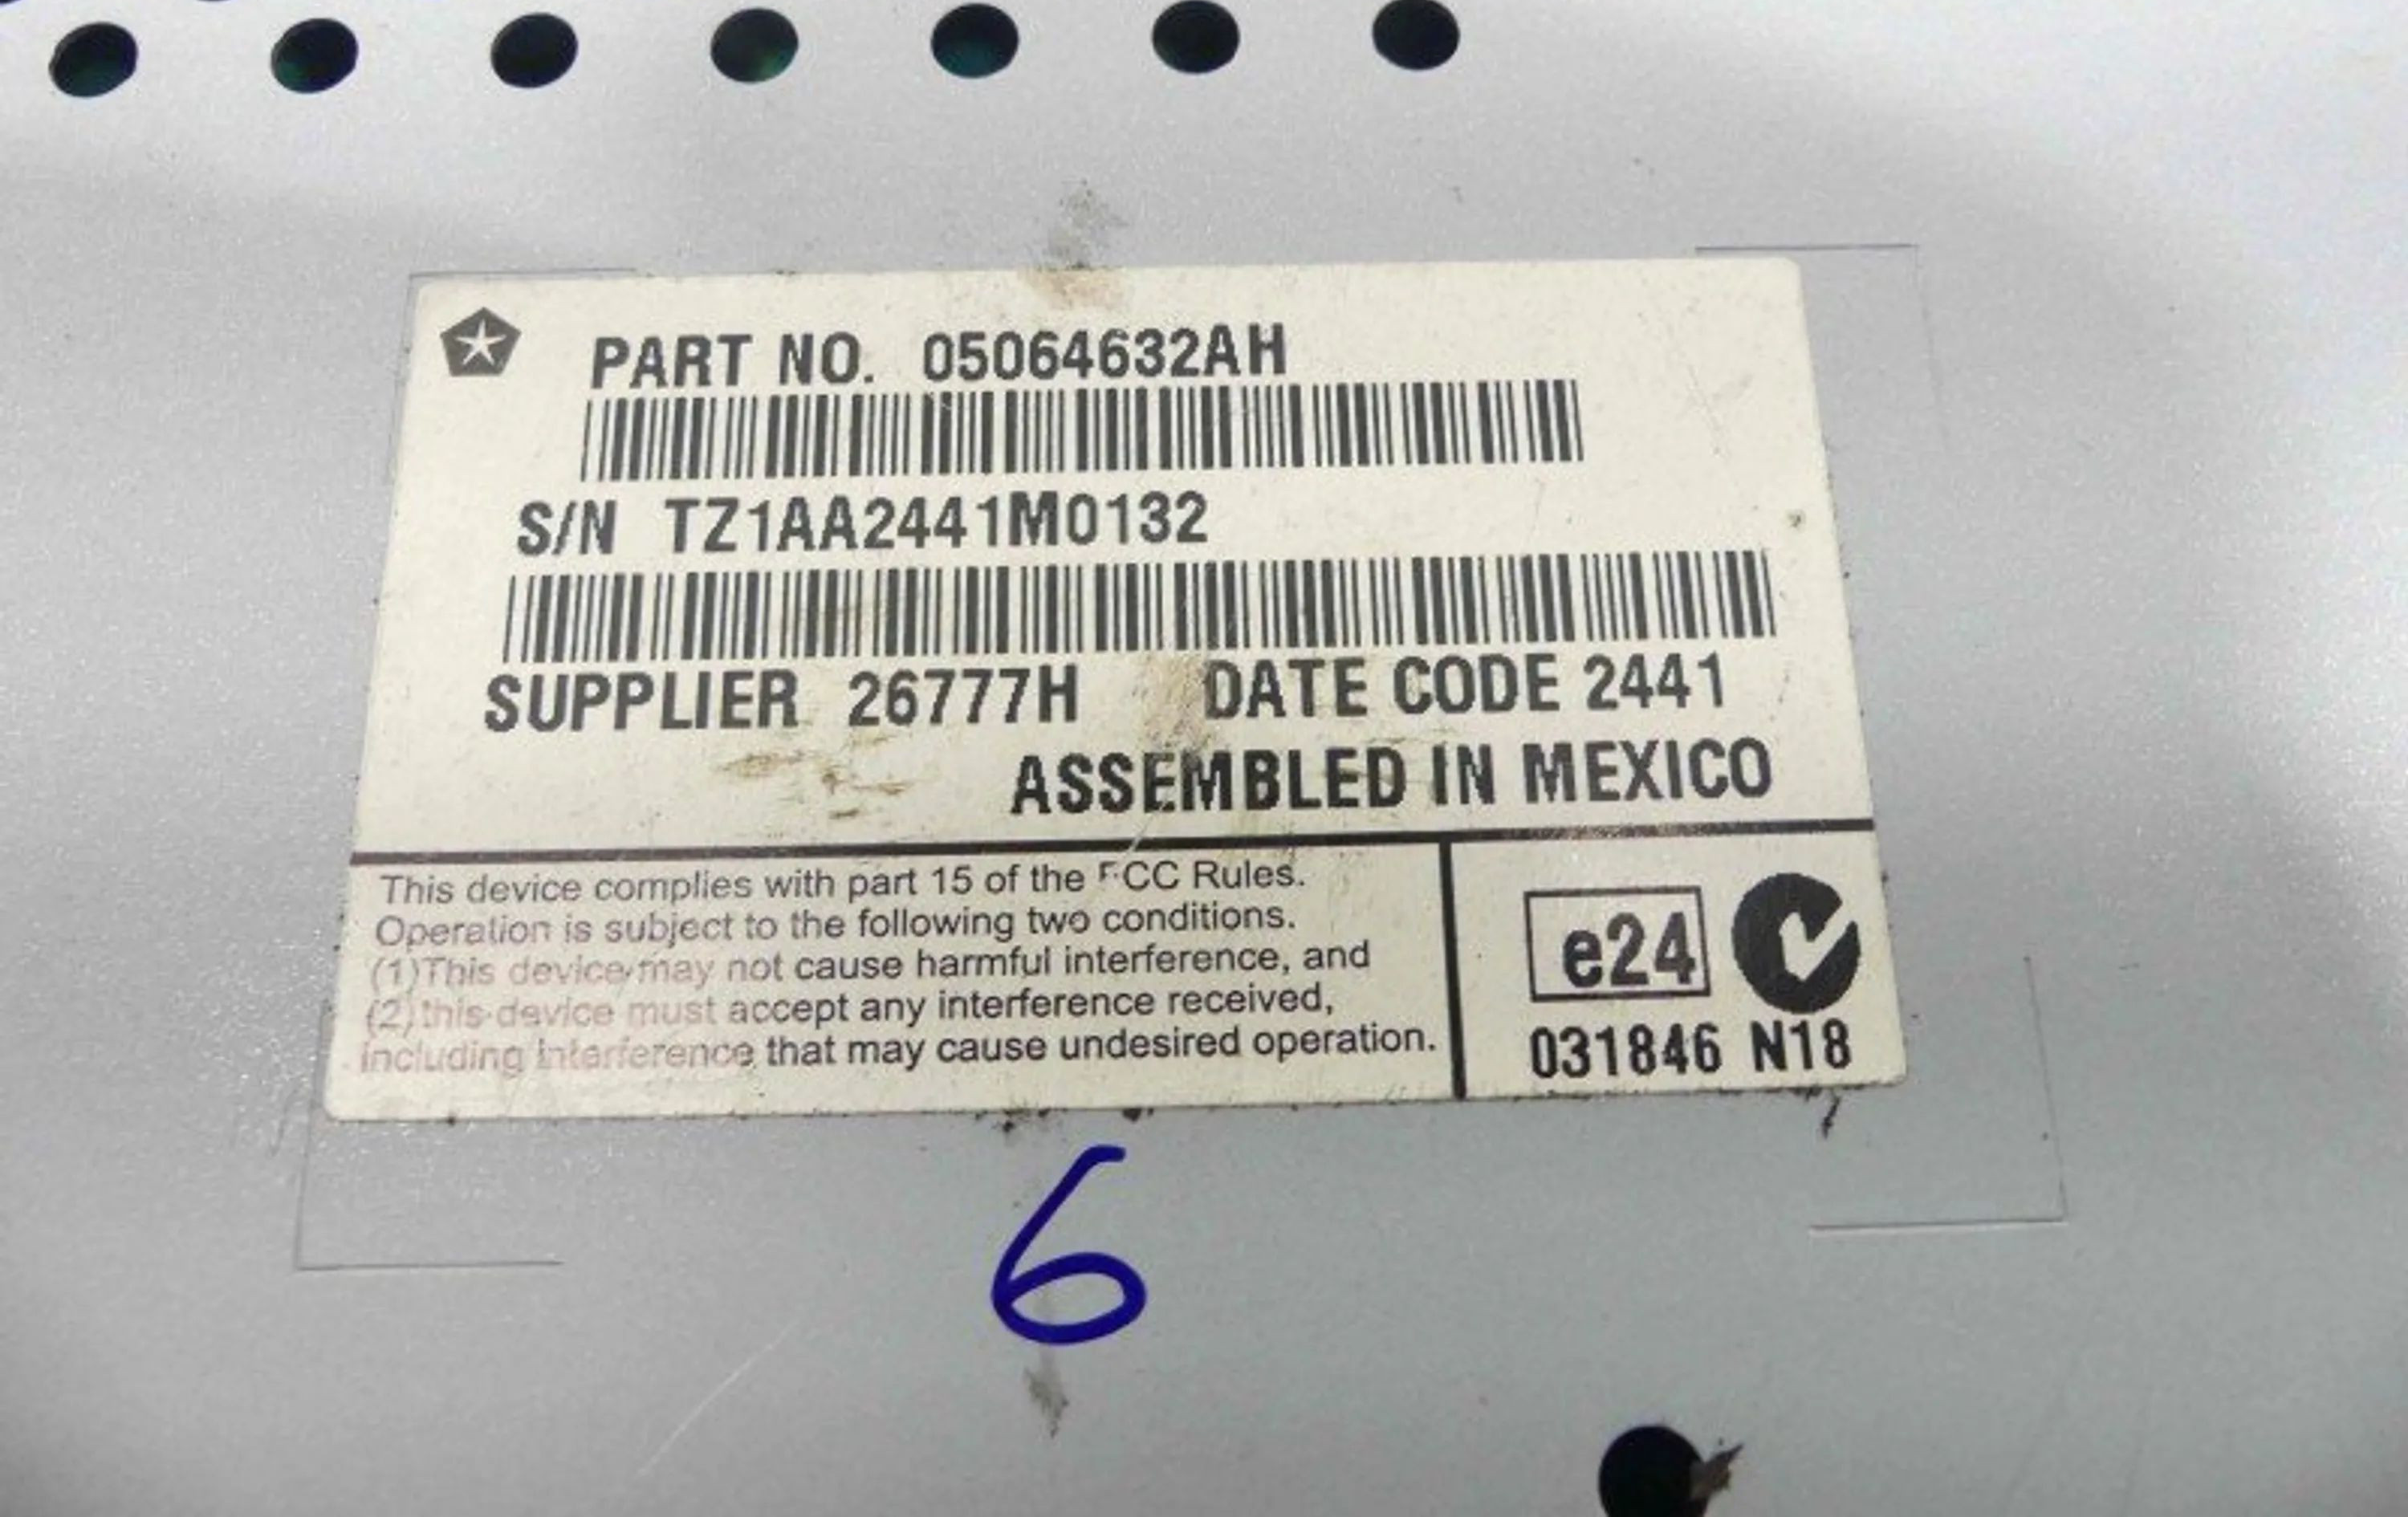 PART NO. 05064632AH
S/N TZ1AA2441M0132
SUPPLIER 26777H DATE CODE 2441
ASSEMBLED IN MEXICO
This device complies with part 15 of the FCC Rules.
Operation is subject to the following two conditions.
(1)This device may not cause harmful interference, and
(2)this device must accept any interference received,
including interference that may cause undesired operation.
e24
031846 N18
6